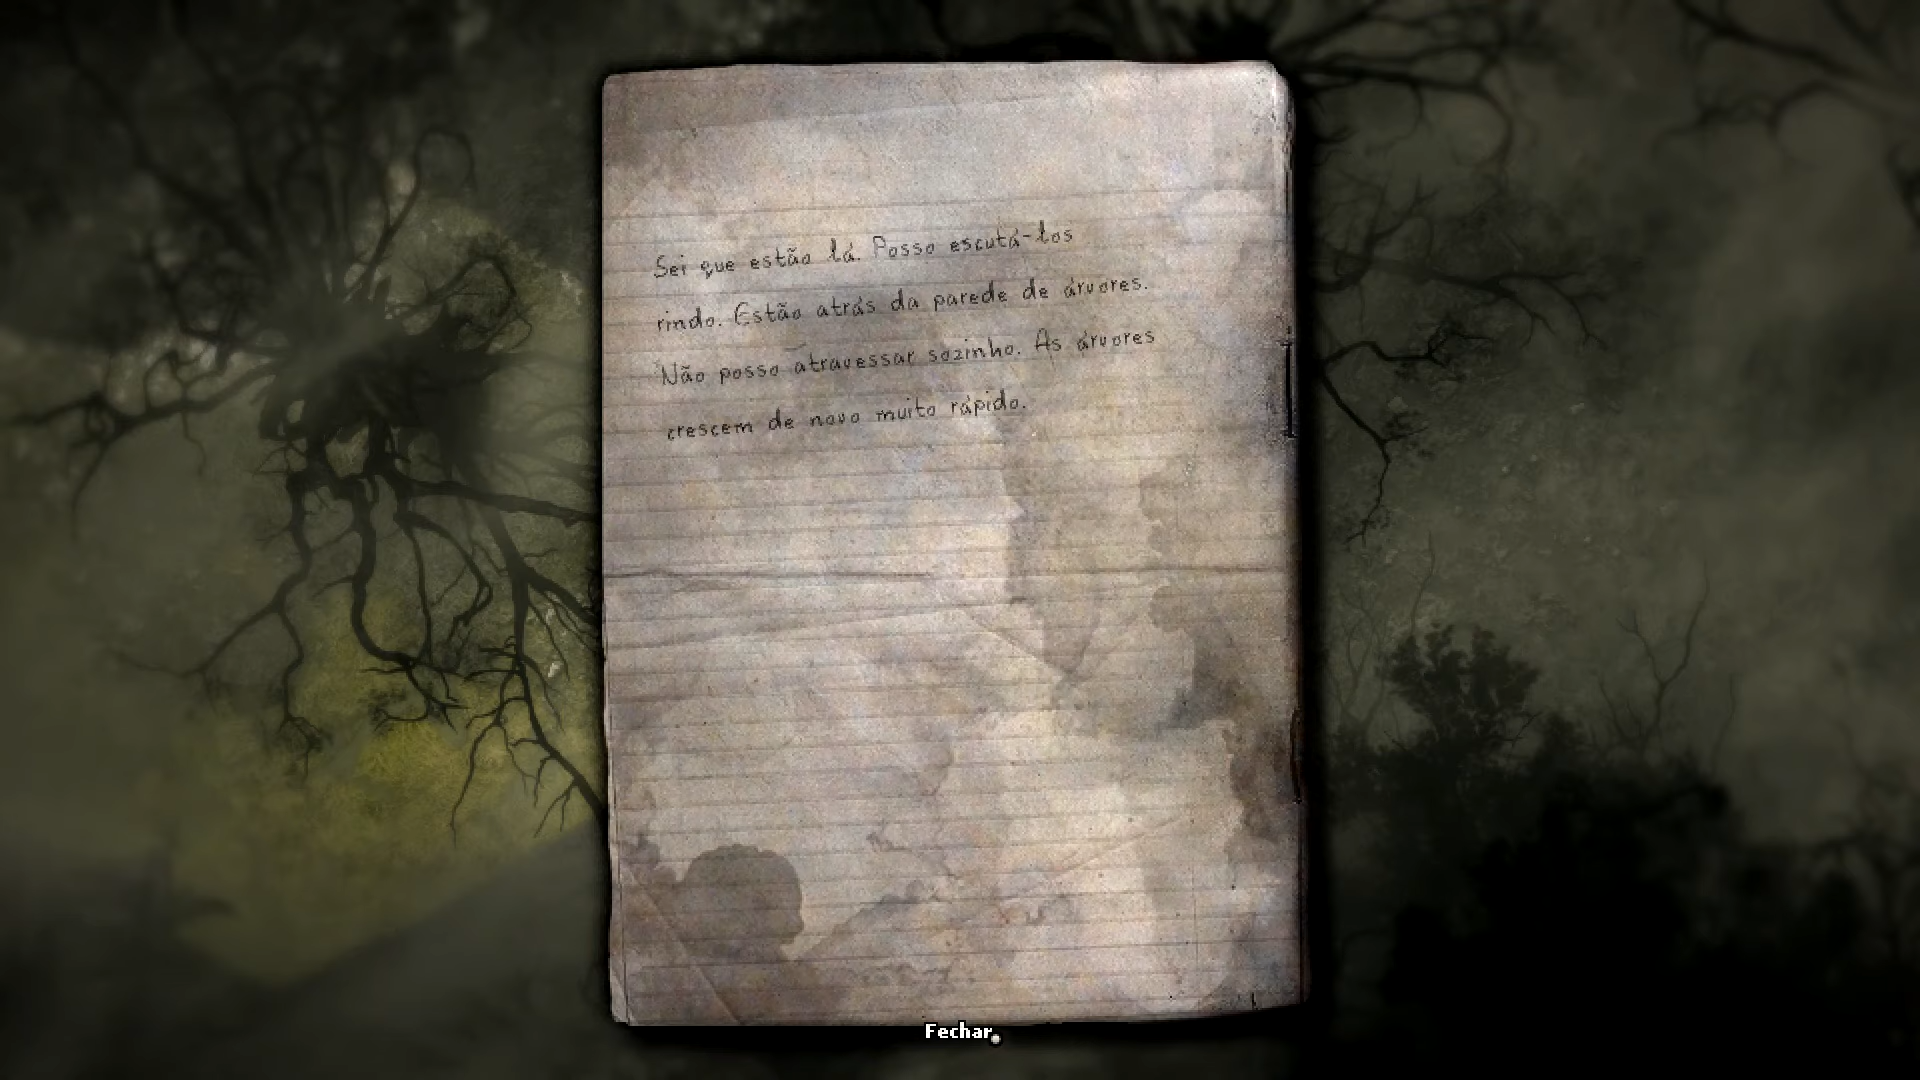 Sei que estão lá. Posso escutá-los
rindo. Estão atrás da parede de árvores.
Não posso atravessar sozinho. As árvores
crescem de novo muito rápido.
Fechar